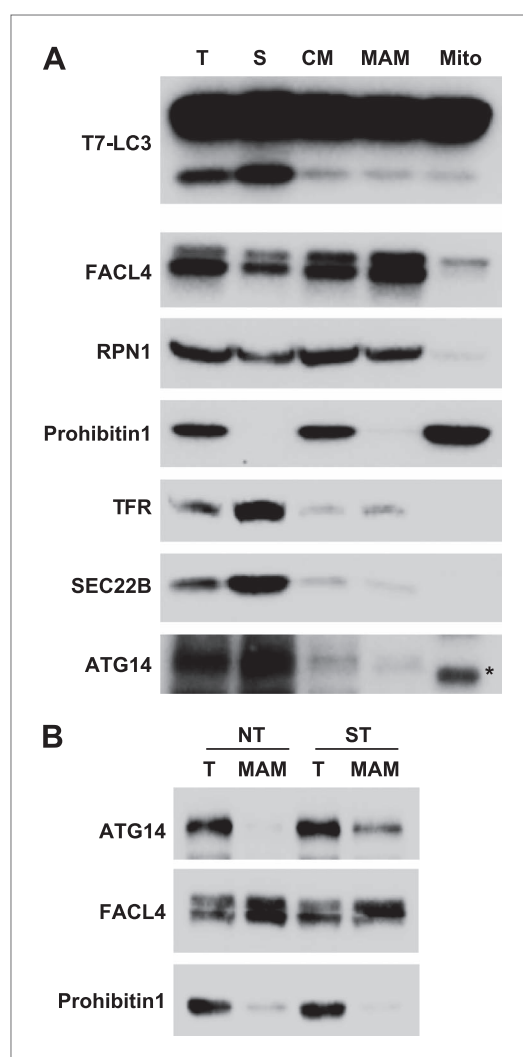 A
T S CM MAM Mito
T7-LC3
FACL4
RPN1
Prohibitin1
TFR
SEC22B
ATG14 *
B
NT ST
T MAM T MAM
ATG14
FACL4
Prohibitin1